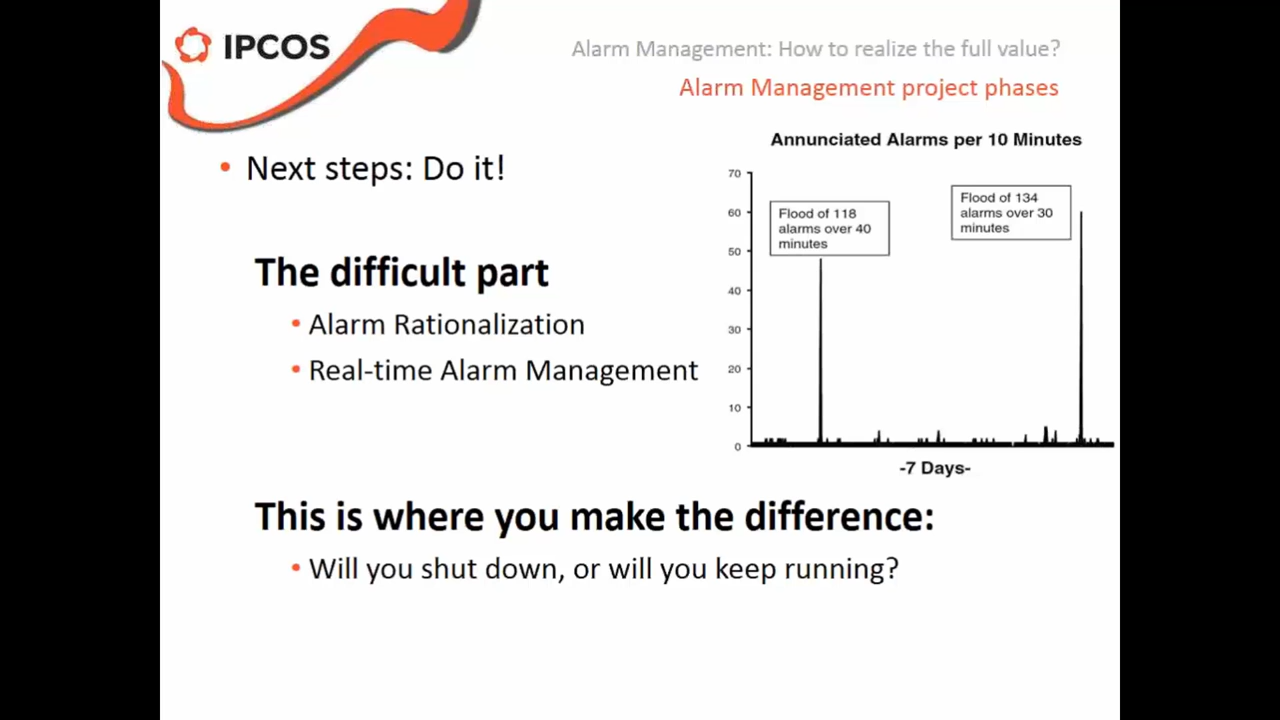 IPCOS
Alarm Management: How to realize the full value?
Alarm Management project phases
• Next steps: Do it!
The difficult part
• Alarm Rationalization
• Real-time Alarm Management
Annunciated Alarms per 10 Minutes
70
60
50
40
30
20
10
0
Flood of 118
alarms over 40
minutes
Flood of 134
alarms over 30
minutes
-7 Days-
This is where you make the difference:
• Will you shut down, or will you keep running?